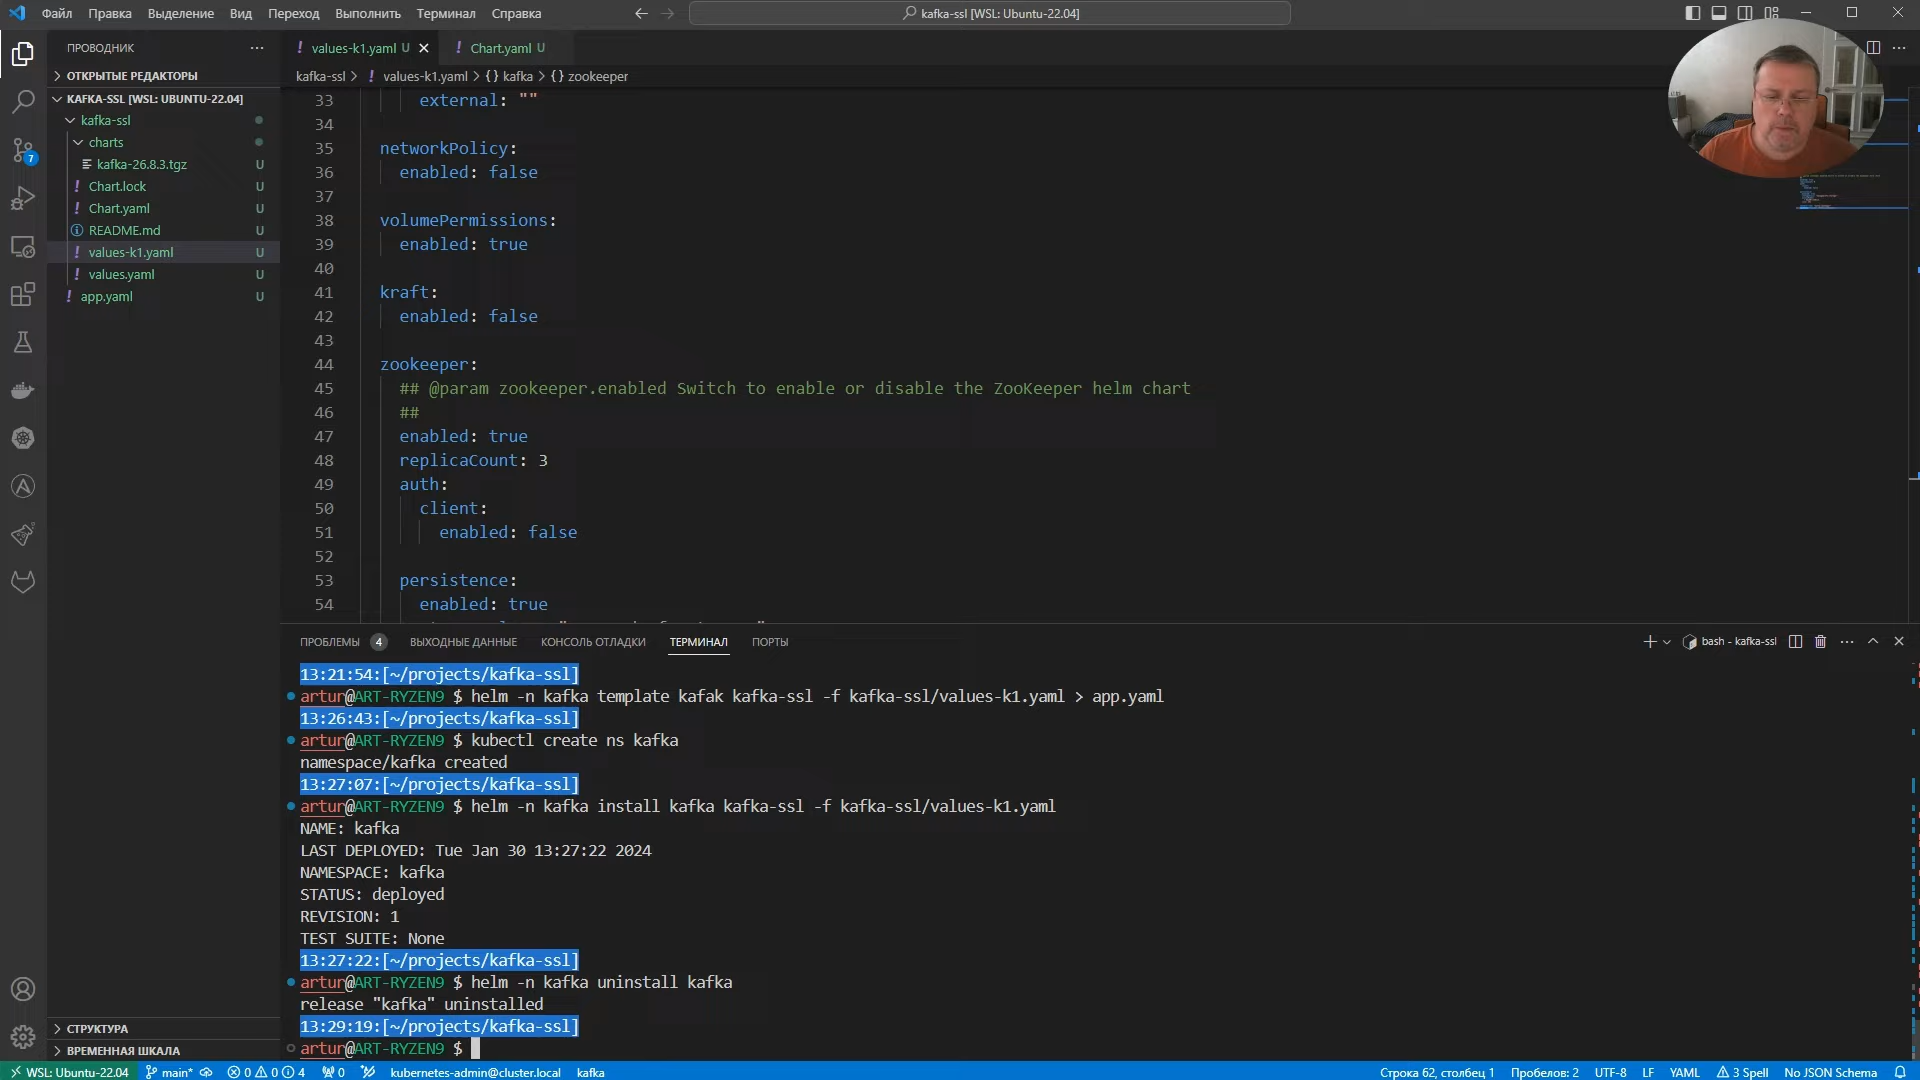 Файл Правка Выделение Вид Переход Выполнить Терминал Справка
kafka-ssl [WSL: Ubuntu-22.04]
ПРОВОДНИК
values-k1.yaml U
Chart.yaml U
kafka-ssl > values-k1.yaml > {} kafka > {} zookeeper
ОТКРЫТЫЕ РЕДАКТОРЫ
KAFKA-SSL [WSL: UBUNTU-22.04]
kafka-ssl
charts
kafka-26.8.3.tgz U
Chart.lock U
Chart.yaml U
README.md U
values-k1.yaml U
values.yaml U
app.yaml U
7
СТРУКТУРА
ВРЕМЕННАЯ ШКАЛА
33 external: ""
34
35 networkPolicy:
36 enabled: false
37
38 volumePermissions:
39 enabled: true
40
41 kraft:
42 enabled: false
43
44 zookeeper:
45 ## @param zookeeper.enabled Switch to enable or disable the ZooKeeper helm chart
46 ##
47 enabled: true
48 replicaCount: 3
49 auth:
50 client:
51 enabled: false
52
53 persistence:
54 enabled: true
ПРОБЛЕМЫ 4 ВЫХОДНЫЕ ДАННЫЕ КОНСОЛЬ ОТЛАДКИ ТЕРМИНАЛ ПОРТЫ
bash - kafka-ssl
13:21:54:[~/projects/kafka-ssl]
artur@ART-RYZEN9 $ helm -n kafka template kafak kafka-ssl -f kafka-ssl/values-k1.yaml > app.yaml
13:26:43:[~/projects/kafka-ssl]
artur@ART-RYZEN9 $ kubectl create ns kafka
namespace/kafka created
13:27:07:[~/projects/kafka-ssl]
artur@ART-RYZEN9 $ helm -n kafka install kafka kafka-ssl -f kafka-ssl/values-k1.yaml
NAME: kafka
LAST DEPLOYED: Tue Jan 30 13:27:22 2024
NAMESPACE: kafka
STATUS: deployed
REVISION: 1
TEST SUITE: None
13:27:22:[~/projects/kafka-ssl]
artur@ART-RYZEN9 $ helm -n kafka uninstall kafka
release "kafka" uninstalled
13:29:19:[~/projects/kafka-ssl]
artur@ART-RYZEN9 $
WSL: Ubuntu-22.04 main* 0 0 4 0 kubernetes-admin@cluster.local kafka
Строка 62, столбец 1 Пробелов: 2 UTF-8 LF YAML 3 Spell No JSON Schema